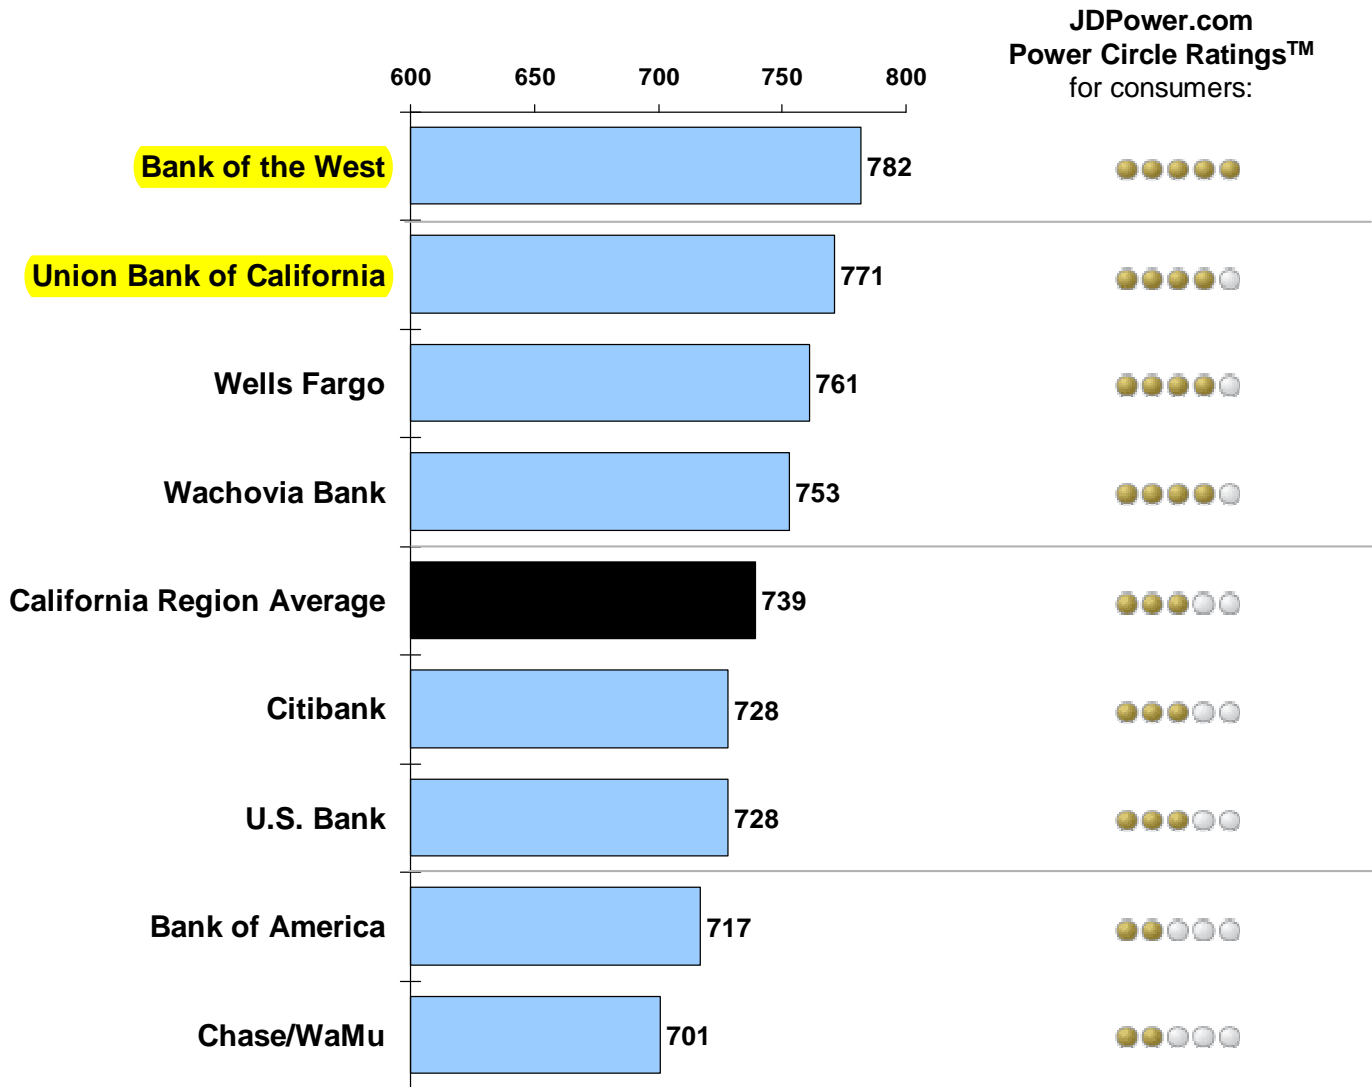 JDPower.com
Power Circle Ratings™
for consumers:
600 650 700 750 800
Bank of the West 782
Union Bank of California 771
Wells Fargo 761
Wachovia Bank 753
California Region Average 739
Citibank 728
U.S. Bank 728
Bank of America 717
Chase/WaMu 701